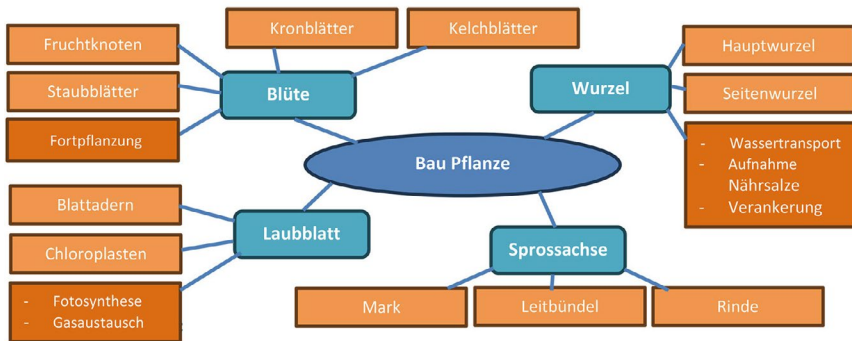 Kronblätter
Kelchblätter
Fruchtknoten
Staubblätter
Fortpflanzung
Blüte
Wurzel
Hauptwurzel
Seitenwurzel
- Wassertransport
- Aufnahme
Nährsalze
- Verankerung
Bau Pflanze
Blattadern
Chloroplasten
- Fotosynthese
- Gasaustausch
Laubblatt
Sprossachse
Mark
Leitbündel
Rinde